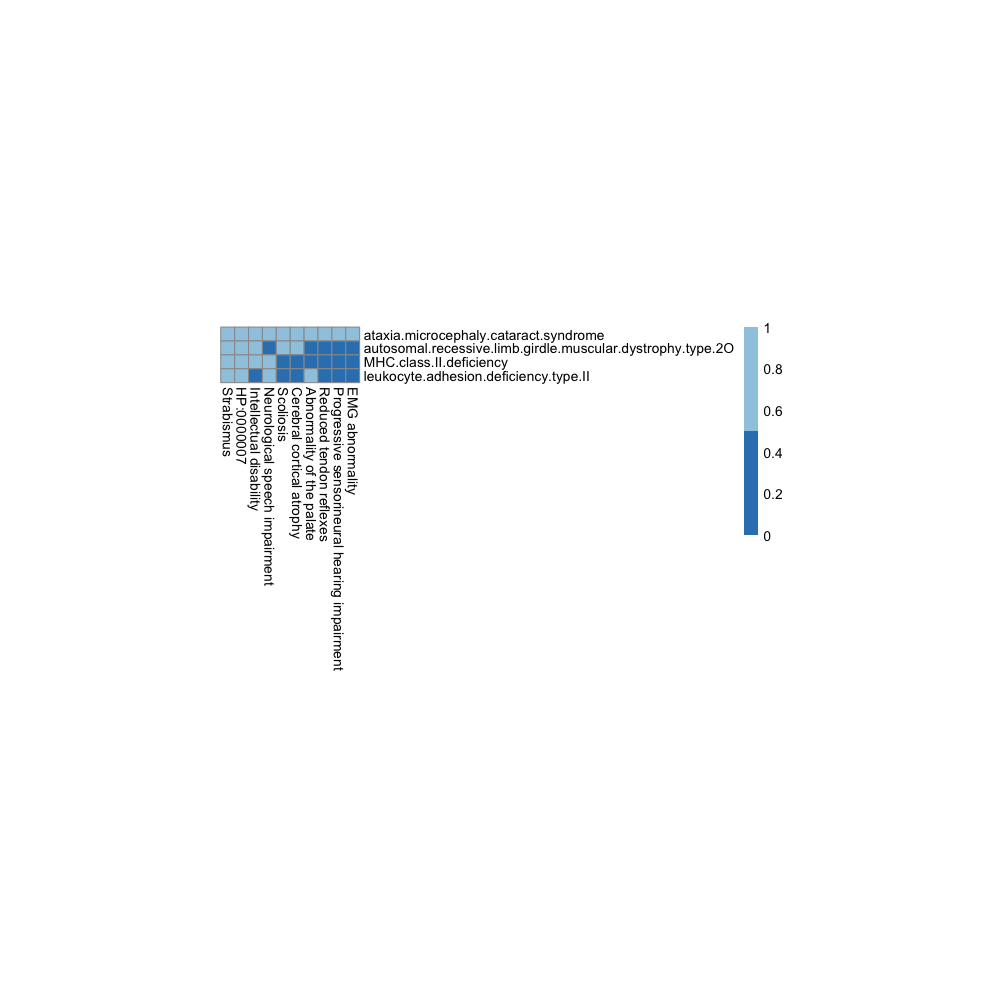 ataxia.microcephaly.cataract.syndrome
autosomal.recessive.limb.girdle.muscular.dystrophy.type.2O
MHC.class.II.deficiency
leukocyte.adhesion.deficiency.type.II
Strabismus
HP:0000007
Intellectual disability
Neurological speech impairment
Scoliosis
Cerebral cortical atrophy
Abnormality of the palate
Reduced tendon reflexes
Progressive sensorineural hearing impairment
EMG abnormality
1
0.8
0.6
0.4
0.2
0